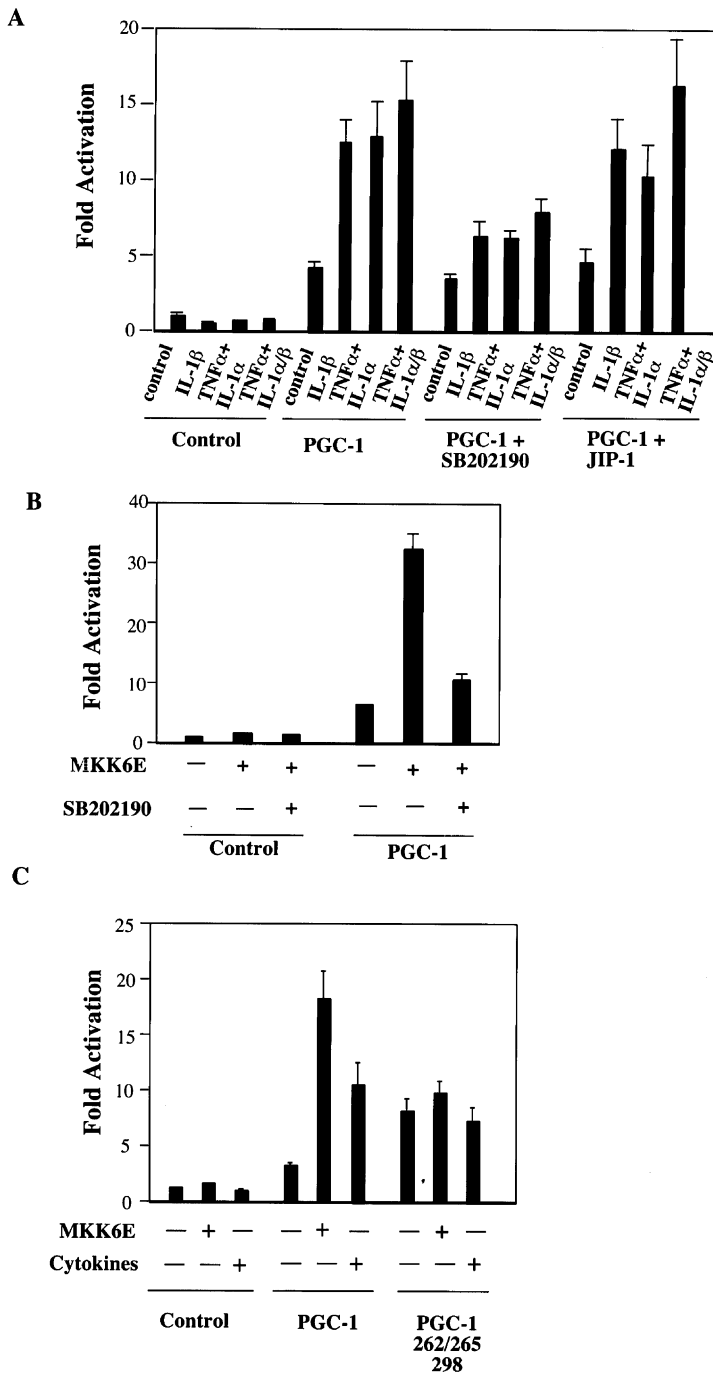 A
Fold Activation
20
15
10
5
0
control
IL-1β
TNFα+
IL-1α
TNFα+
IL-1α/β
control
IL-1β
TNFα+
IL-1α
TNFα+
IL-1α/β
control
IL-1β
TNFα+
IL-1α
TNFα+
IL-1α/β
control
IL-1β
TNFα+
IL-1α
TNFα+
IL-1α/β
Control
PGC-1
PGC-1 +
SB202190
PGC-1 +
JIP-1
B
Fold Activation
40
30
20
10
0
MKK6E — + + — + +
SB202190 — — + — — +
Control PGC-1
C
Fold Activation
25
20
15
10
5
0
MKK6E — + — — + — — + —
Cytokines — — + — — + — — +
Control PGC-1 PGC-1
262/265
298